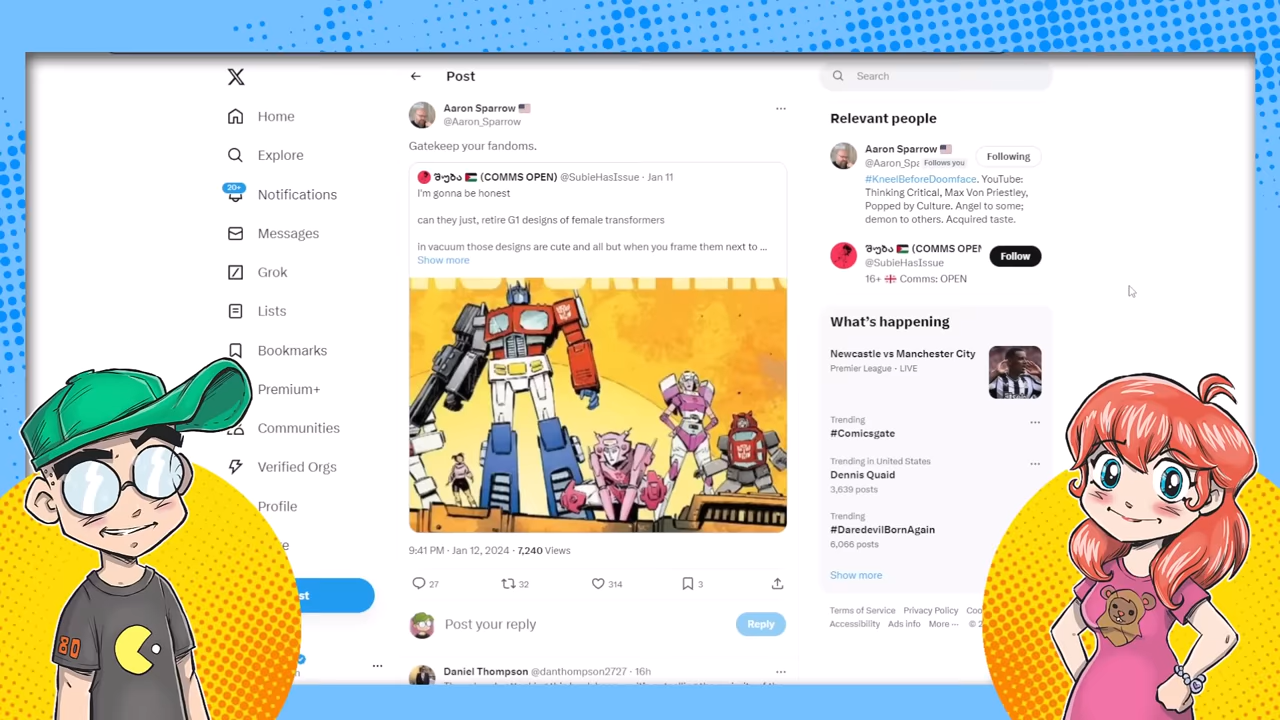 X
Home
Explore
20+
Notifications
Messages
Grok
Lists
Bookmarks
Premium+
Communities
Verified Orgs
Profile
Post
Aaron Sparrow 🇺🇸
@Aaron_Sparrow
Gatekeep your fandoms.
შუბა 🇵🇸 (COMMS OPEN) @SubieHasIssue · Jan 11
I'm gonna be honest
can they just, retire G1 designs of female transformers
in vacuum those designs are cute and all but when you frame them next to ...
Show more
9:41 PM · Jan 12, 2024 · 7,240 Views
27
32
314
3
Post your reply
Reply
Daniel Thompson @danthompson2727 · 16h
Search
Relevant people
Aaron Sparrow 🇺🇸
@Aaron_Spa Follows you
Following
#KneelBeforeDoomface. YouTube:
Thinking Critical, Max Von Priestley,
Popped by Culture. Angel to some;
demon to others. Acquired taste.
შუბა 🇵🇸 (COMMS OPEN
@SubieHasIssue
Follow
16+ 🇬🇪 Comms: OPEN
What's happening
Newcastle vs Manchester City
Premier League · LIVE
Trending
#Comicsgate
Trending in United States
Dennis Quaid
3,639 posts
Trending
#DaredevilBornAgain
6,066 posts
Show more
Terms of Service Privacy Policy Coo
Accessibility Ads info More ··· © 2
80